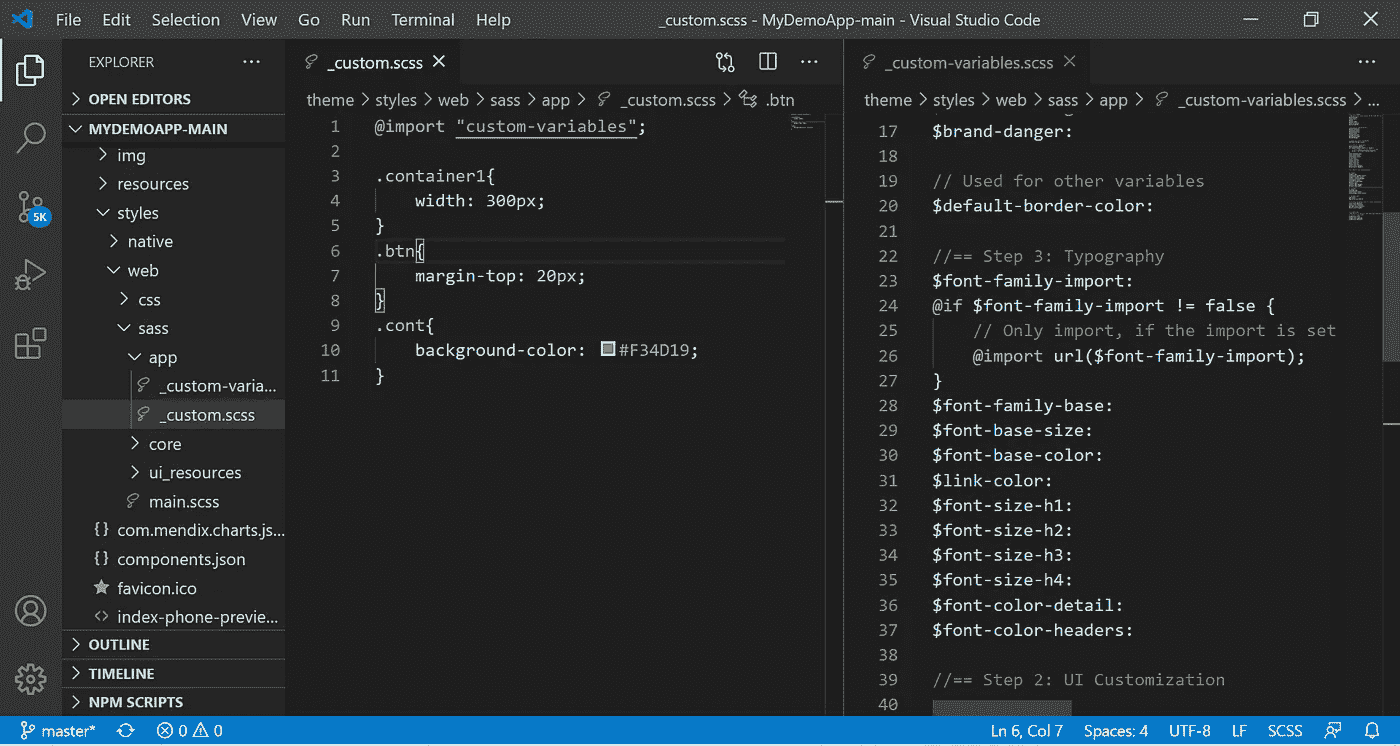 File Edit Selection View Go Run Terminal Help _custom.scss - MyDemoApp-main - Visual Studio Code
EXPLORER
OPEN EDITORS
MYDEMOAPP-MAIN
img
resources
styles
native
web
css
sass
app
_custom-varia...
_custom.scss
core
ui_resources
main.scss
{} com.mendix.charts.js...
{} components.json
favicon.ico
<> index-phone-previe...
OUTLINE
TIMELINE
NPM SCRIPTS
5K
_custom.scss
theme > styles > web > sass > app > _custom.scss > .btn
1 @import "custom-variables";
2
3 .container1{
4 width: 300px;
5 }
6 .btn{
7 margin-top: 20px;
8 }
9 .cont{
10 background-color: #F34D19;
11 }
_custom-variables.scss
theme > styles > web > sass > app > _custom-variables.scss > ...
17 $brand-danger:
18
19 // Used for other variables
20 $default-border-color:
21
22 //== Step 3: Typography
23 $font-family-import:
24 @if $font-family-import != false {
25 // Only import, if the import is set
26 @import url($font-family-import);
27 }
28 $font-family-base:
29 $font-base-size:
30 $font-base-color:
31 $link-color:
32 $font-size-h1:
33 $font-size-h2:
34 $font-size-h3:
35 $font-size-h4:
36 $font-color-detail:
37 $font-color-headers:
38
39 //== Step 2: UI Customization
40
master* 0 0 Ln 6, Col 7 Spaces: 4 UTF-8 LF SCSS